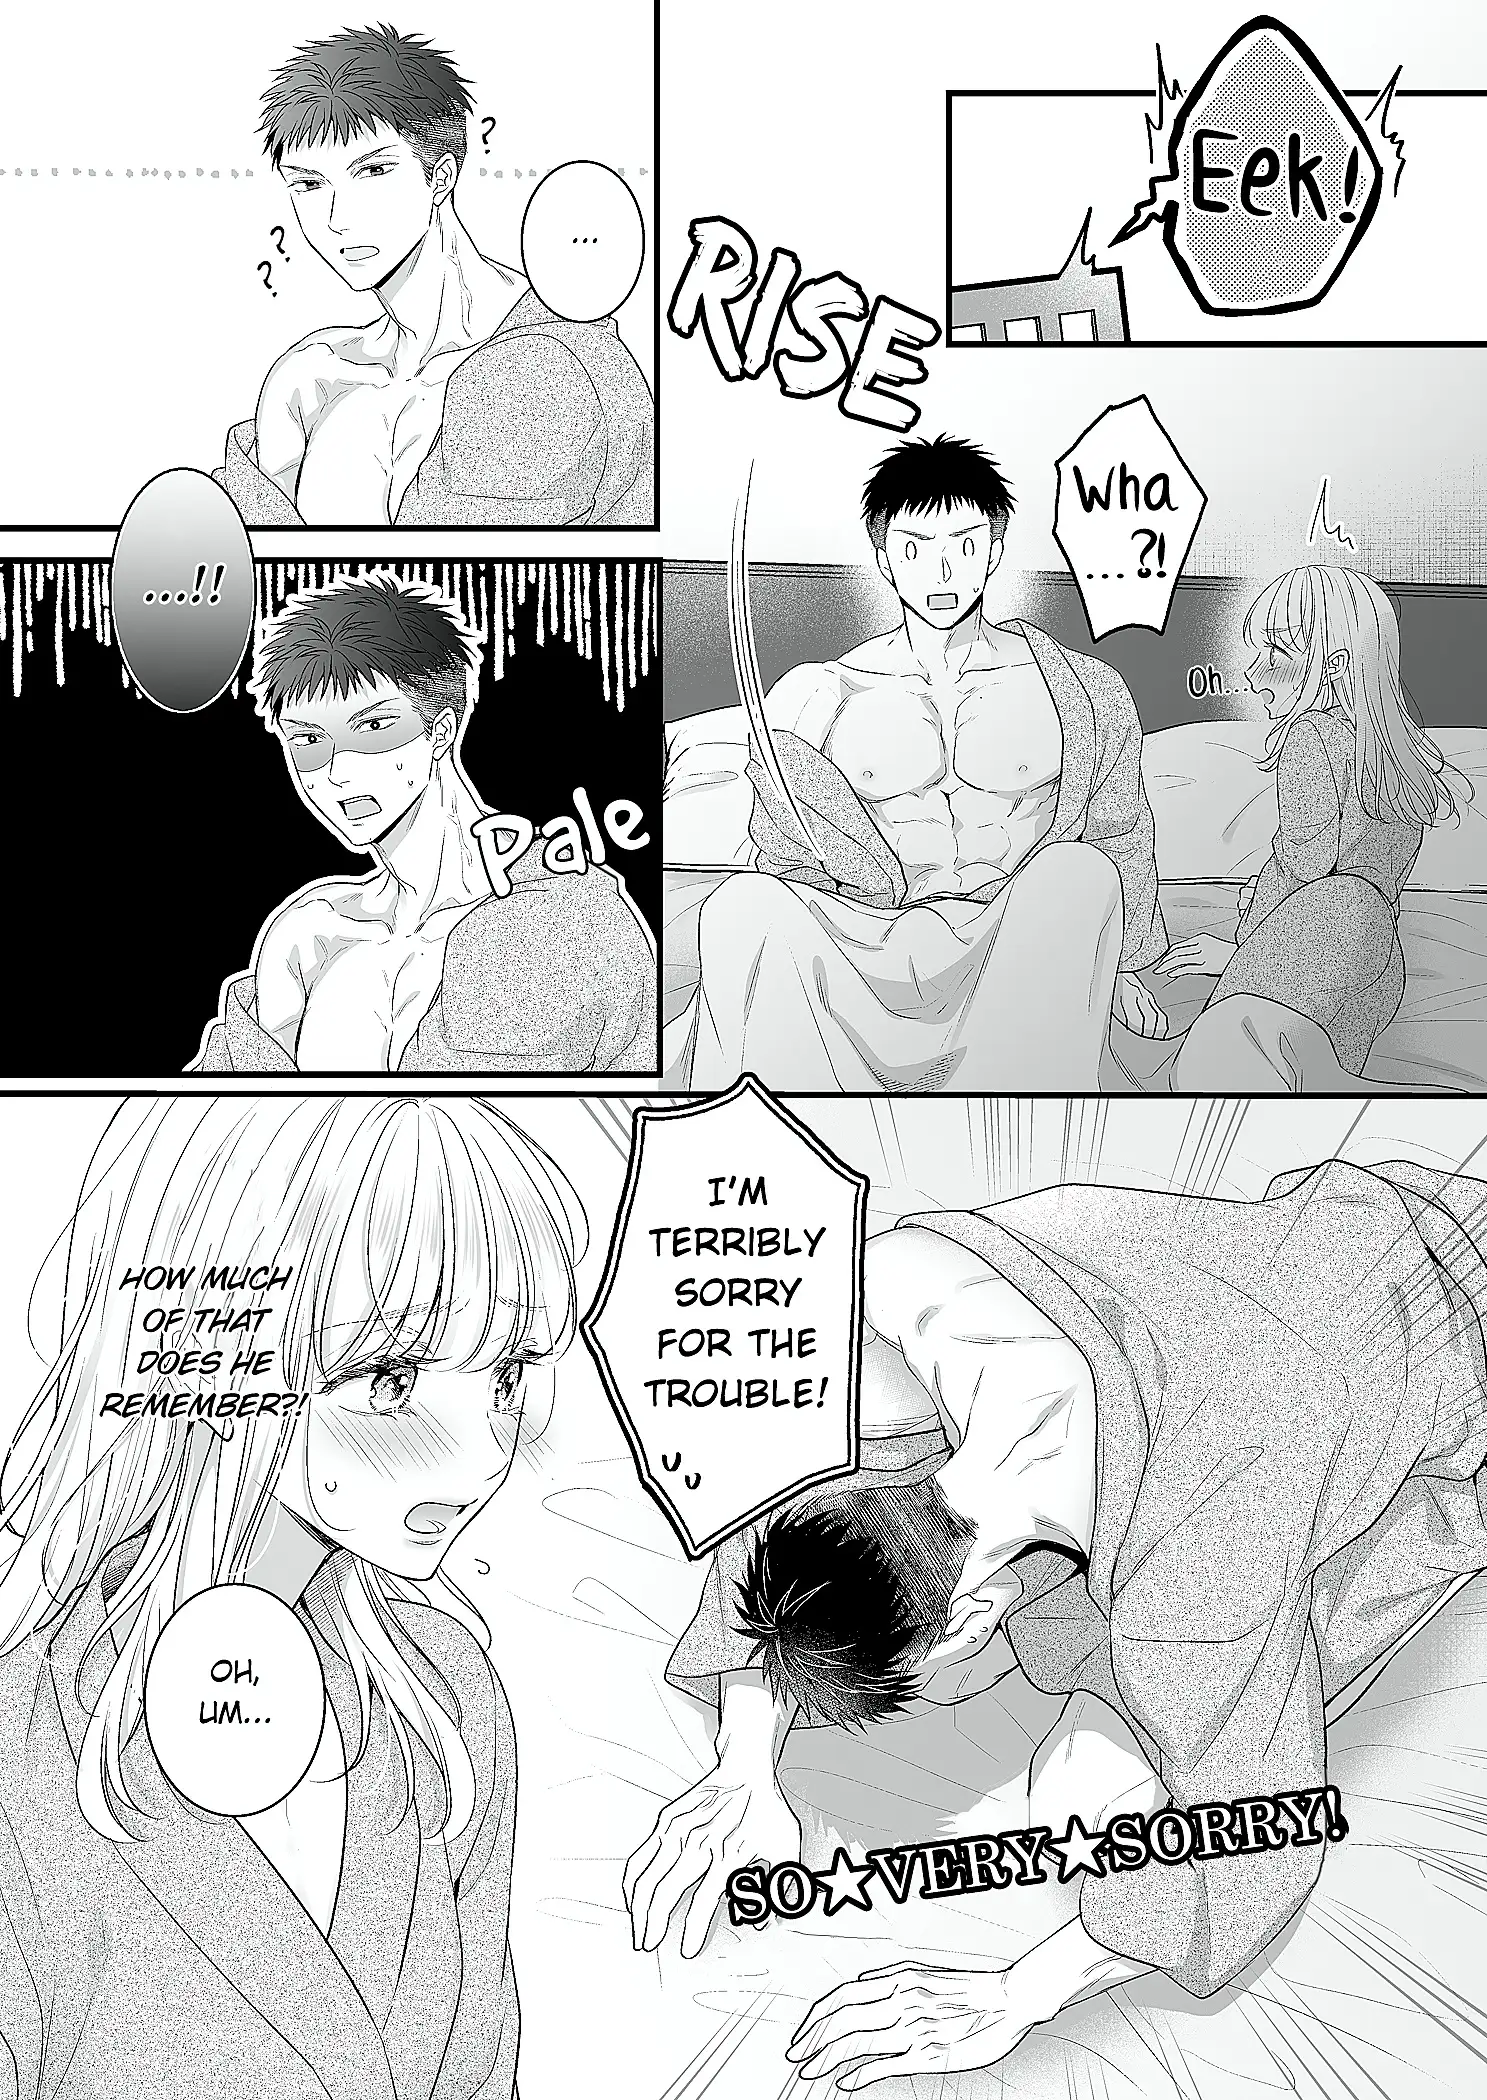 Eek!
RISE
Wha
...?!
Oh...
?
?
?
?
...
...!!
Pale
I'M
TERRIBLY
SORRY
FOR THE
TROUBLE!
SO★VERY★SORRY!
HOW MUCH
OF THAT
DOES HE
REMEMBER?!
OH,
UM...